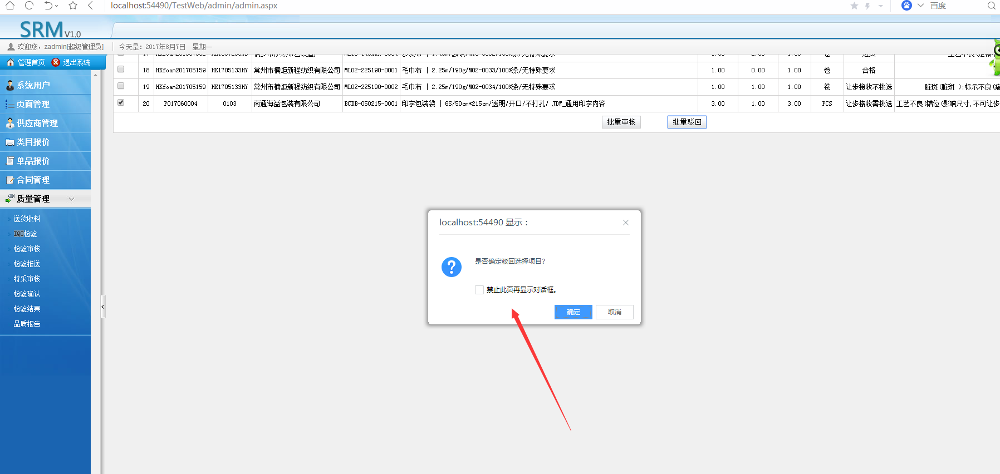 localhost:54490/TestWeb/admin/admin.aspx
百度
SRM V1.0
欢迎您，zadmin[超级管理员]
今天是：2017年8月7日 星期一
管理首页 退出系统
系统用户
页面管理
供应商管理
类目报价
单品报价
合同管理
质量管理
送货收料
IQC检验
检验审核
检验推送
特采审核
检验确认
检验结果
品质报告
18 HKfoam201705159 HK1705133HY 常州市楠炬新程纺织有限公司 ML02-225190-0001 毛巾布 | 2.25m/190g/M02-0033/100%涤/无特殊要求 1.00 0.00 1.00 卷 合格
19 HKfoam201705159 HK1705133HY 常州市楠炬新程纺织有限公司 ML02-225190-0002 毛巾布 | 2.25m/190g/M02-0034/100%涤/无特殊要求 1.00 1.00 1.00 卷 让步接收不挑选 脏斑(脏斑 );标示不良(
20 PO17060004 0103 南通海益包装有限公司 BCDB-050215-0001 印字包装袋 | 6S/50cm*215cm/透明/开口/不打孔/ JDW_通用印字内容 3.00 1.00 3.00 PCS 让步接收需挑选 工艺不良(错位(影响尺寸,不可让步
批量审核 批量驳回
localhost:54490 显示：
是否确定驳回选择项目?
禁止此页再显示对话框。
确定 取消